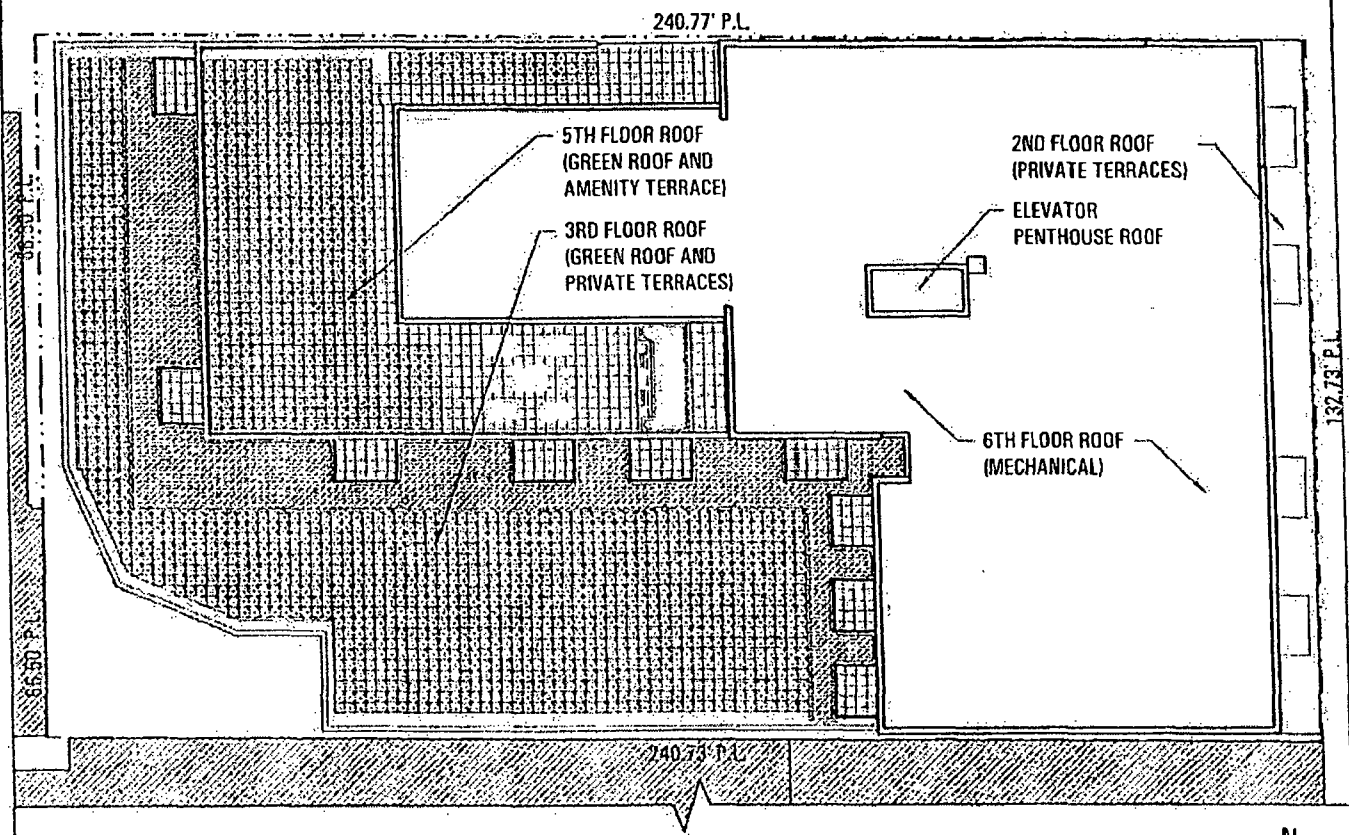 240.77' P.L.
5TH FLOOR ROOF
(GREEN ROOF AND
AMENITY TERRACE)
2ND FLOOR ROOF
(PRIVATE TERRACES)
ELEVATOR
PENTHOUSE ROOF
3RD FLOOR ROOF
(GREEN ROOF AND
PRIVATE TERRACES)
132.73' P.L.
6TH FLOOR ROOF
(MECHANICAL)
66.50' P.L.
240.73' P.L.
N